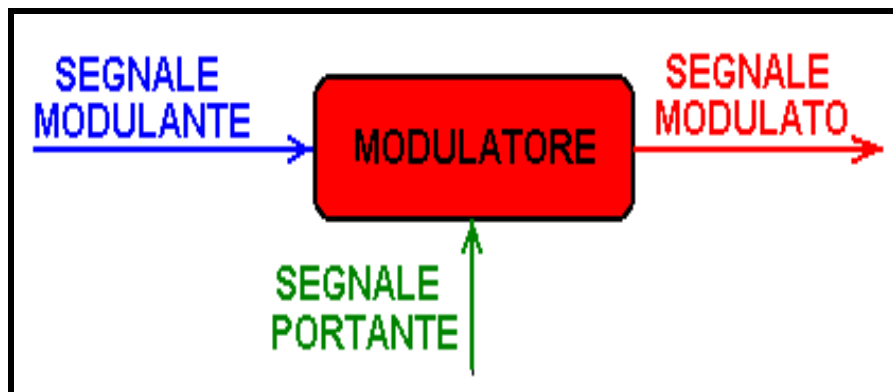 SEGNALE
MODULANTE
MODULATORE
SEGNALE
MODULATO
SEGNALE
PORTANTE